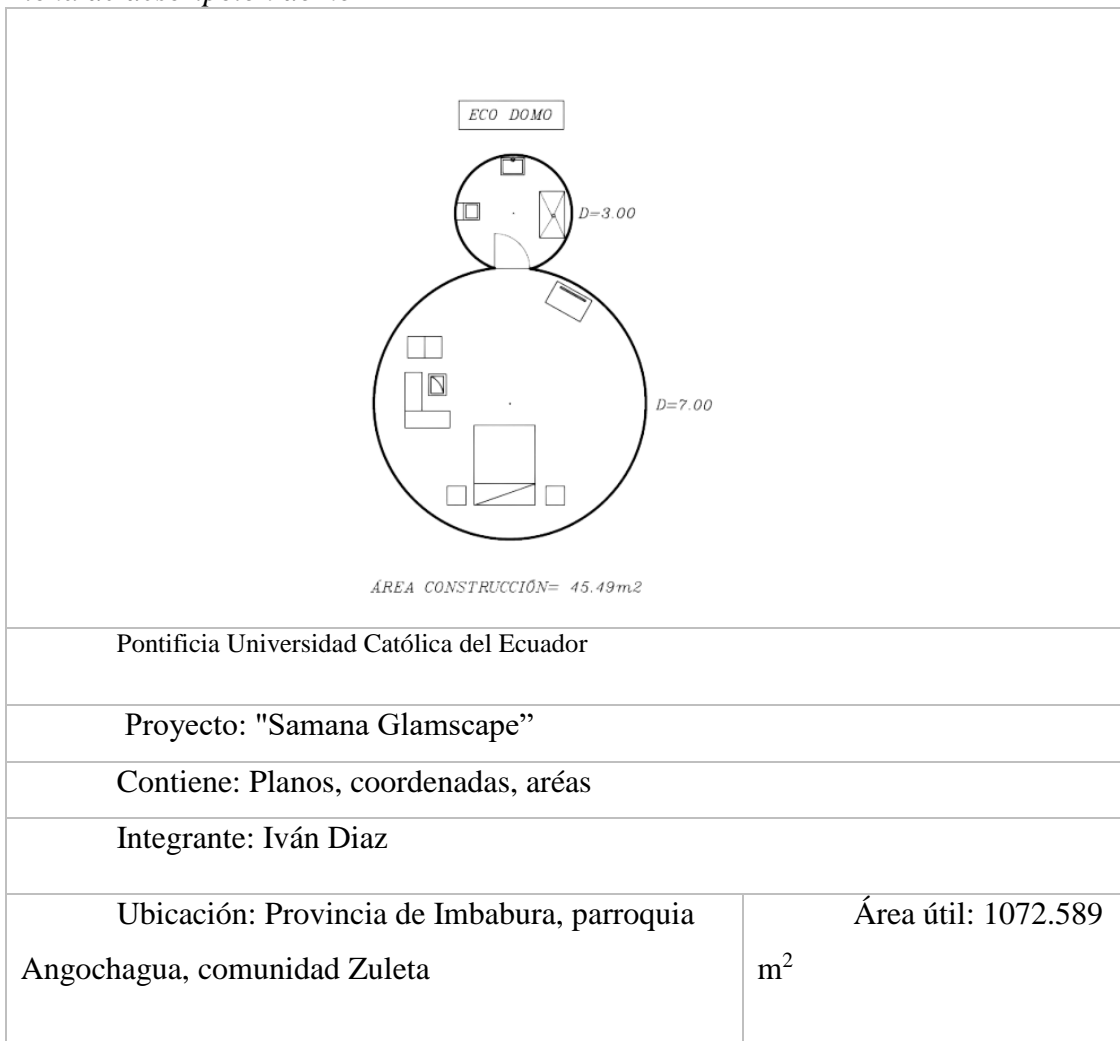 ECO DOMO
D=3.00
D=7.00
ÁREA CONSTRUCCIÓN= 45.49m2
Pontificia Universidad Católica del Ecuador
Proyecto: "Samana Glamscape”
Contiene: Planos, coordenadas, aréas
Integrante: Iván Diaz
Ubicación: Provincia de Imbabura, parroquia
Angochagua, comunidad Zuleta
Área útil: 1072.589
m²